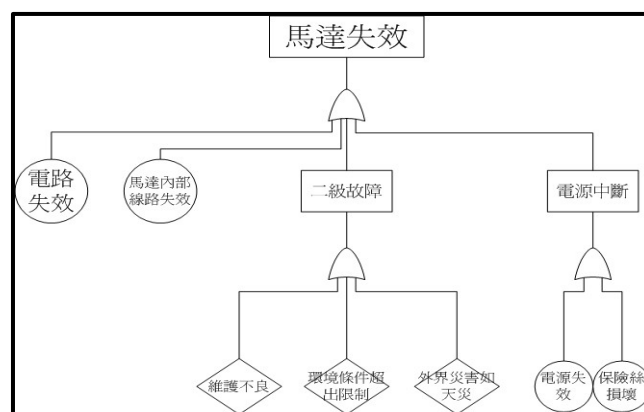 馬達失效
電路
失效
馬達內部
線路失效
二級故障
電源中斷
維護不良
環境條件超
出限制
外界災害如
天災
電源失
效
保險絲
損壞